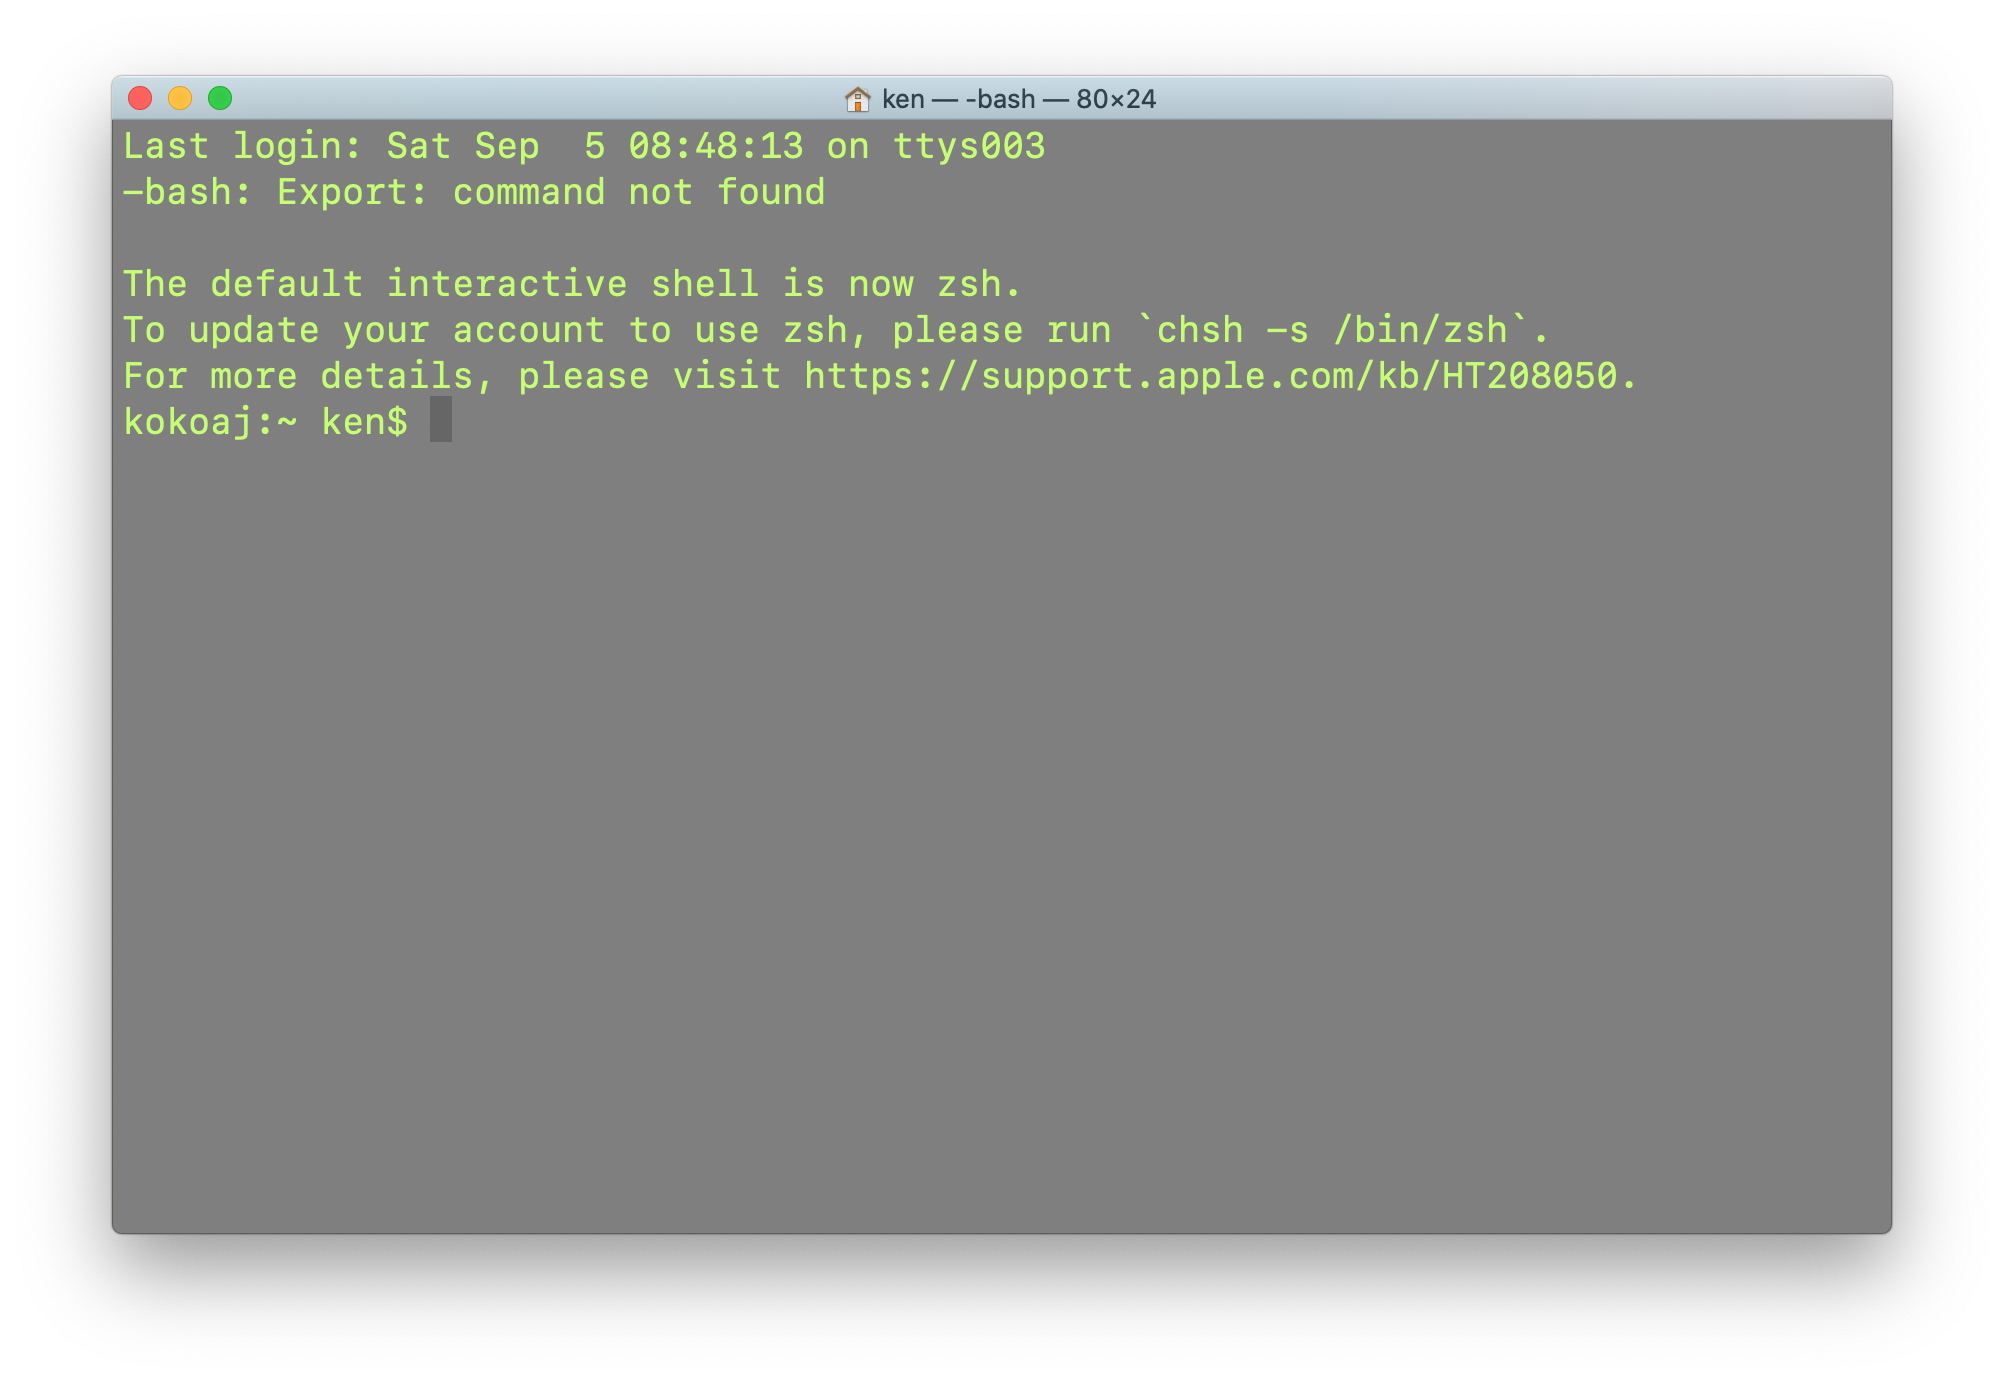 ken — -bash — 80×24
Last login: Sat Sep  5 08:48:13 on ttys003
-bash: Export: command not found

The default interactive shell is now zsh.
To update your account to use zsh, please run `chsh -s /bin/zsh`.
For more details, please visit https://support.apple.com/kb/HT208050.
kokoaj:~ ken$